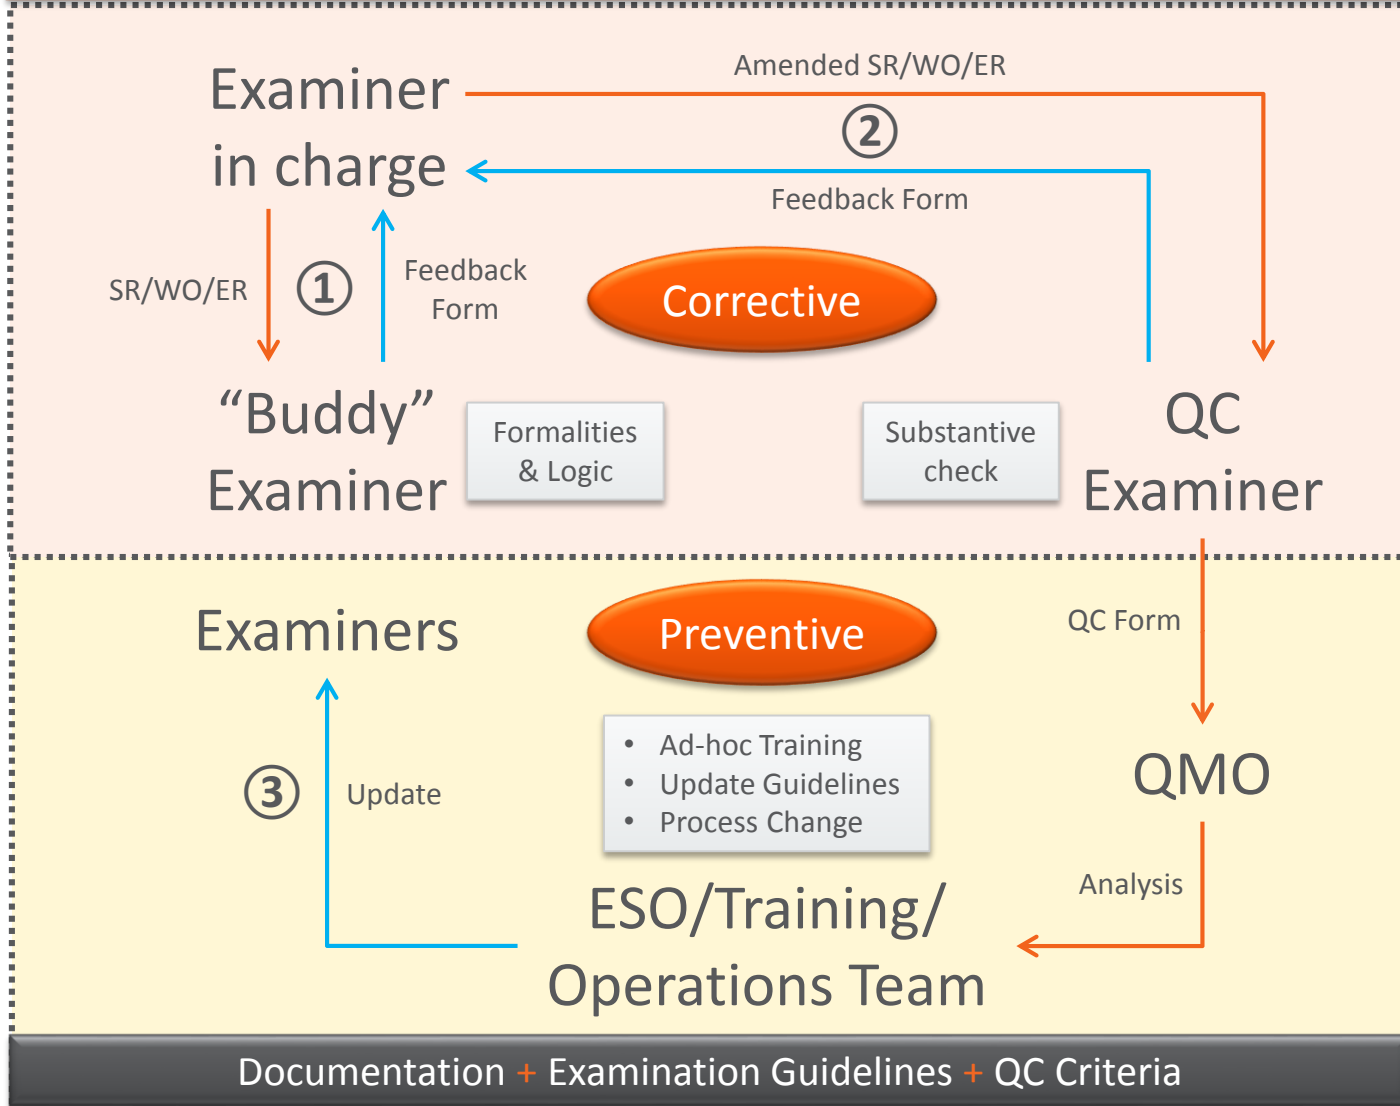 Amended SR/WO/ER
Examiner
in charge
②
Feedback Form
SR/WO/ER
①
Feedback
Form
Corrective
“Buddy”
Examiner
Formalities
& Logic
Substantive
check
QC
Examiner
Examiners
Preventive
QC Form
• Ad-hoc Training
• Update Guidelines
• Process Change
③
Update
QMO
Analysis
ESO/Training/
Operations Team
Documentation + Examination Guidelines + QC Criteria